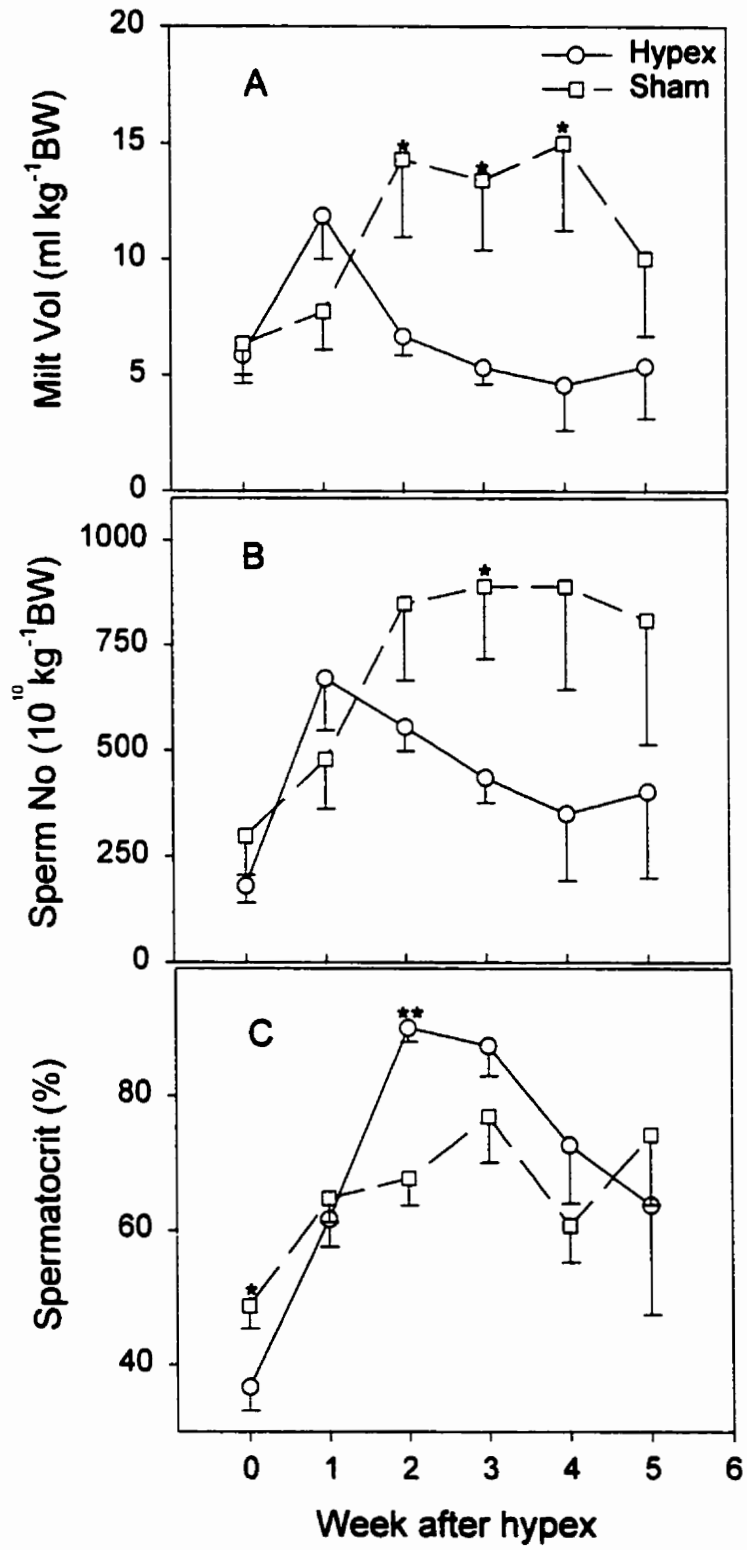 20
15
10
5
0
Milt Vol (ml kg⁻¹BW)
A
Hypex
Sham
*
*
*
1000
750
500
250
0
Sperm No (10¹⁰ kg⁻¹BW)
B
*
80
60
40
Spermatocrit (%)
C
*
**
0 1 2 3 4 5 6
Week after hypex